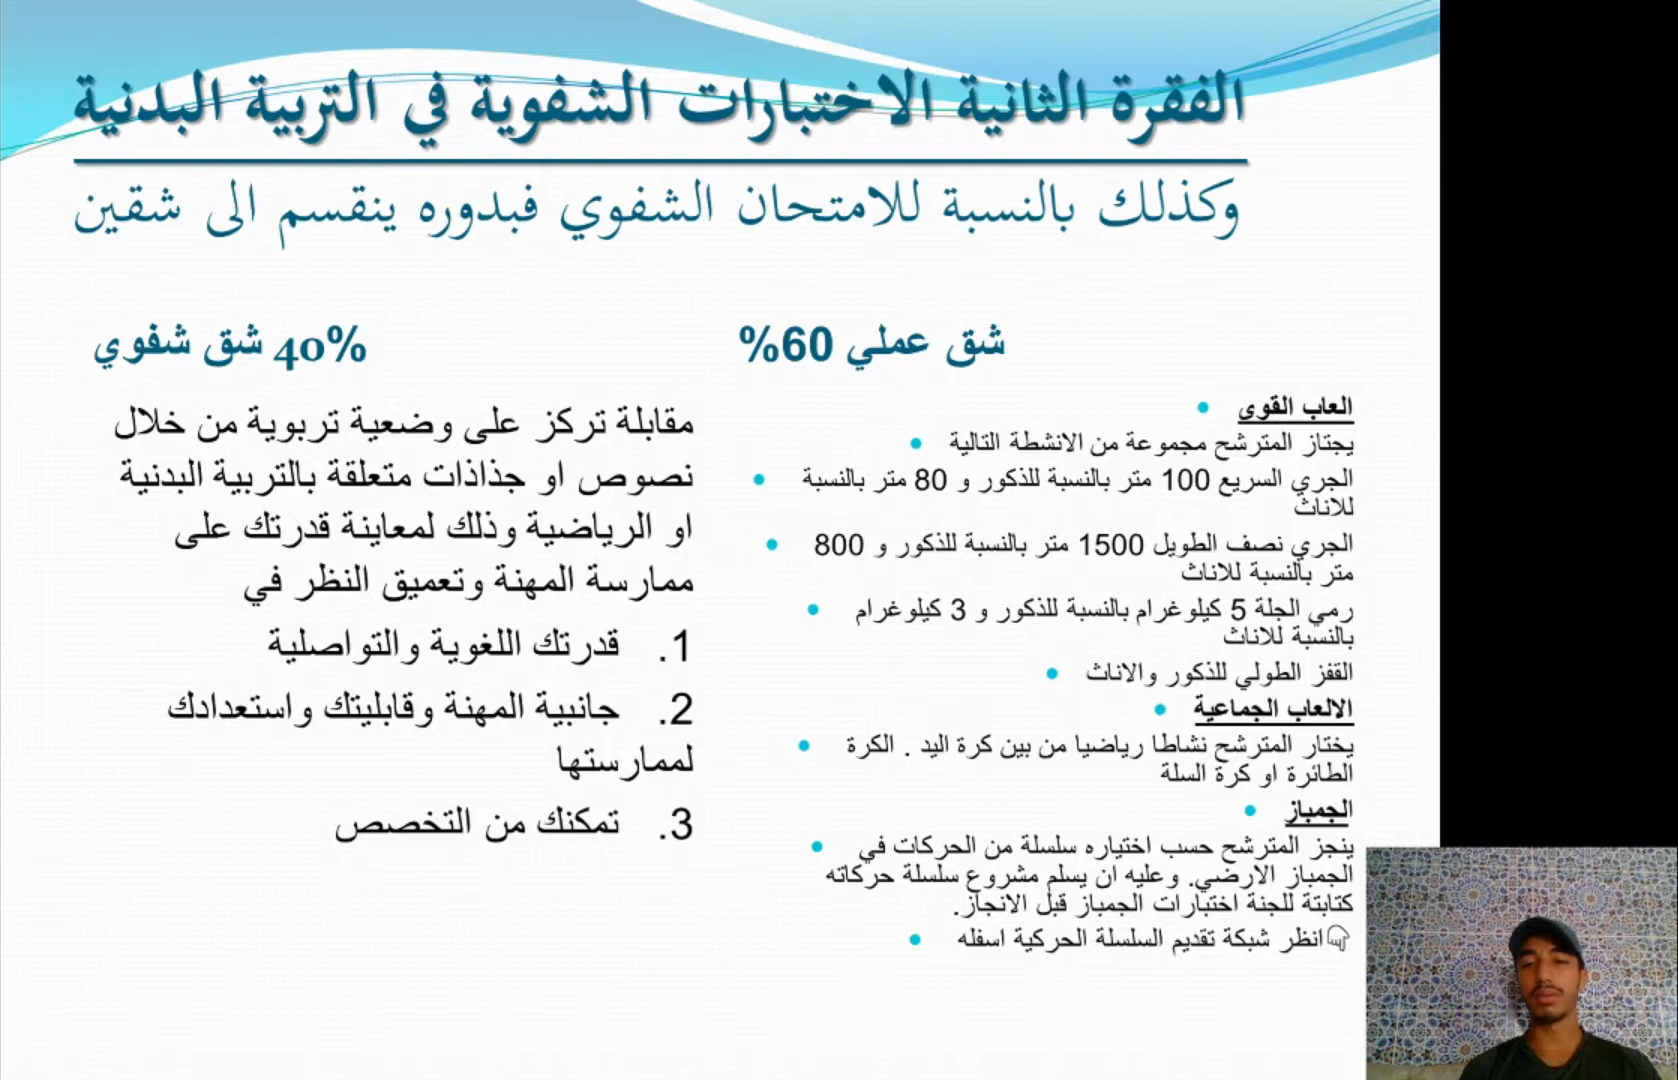 الفقرة الثانية الاختبارات الشفوية في التربية البدنية
وكذلك بالنسبة للامتحان الشفوي فبدوره ينقسم الى شقين
شق عملي 60%
العاب القوى
يجتاز المترشح مجموعة من الانشطة التالية
الجري السريع 100 متر بالنسبة للذكور و 80 متر بالنسبة
للاناث
الجري نصف الطويل 1500 متر بالنسبة للذكور و 800
متر بالنسبة للاناث
رمي الجلة 5 كيلوغرام بالنسبة للذكور و 3 كيلوغرام
بالنسبة للاناث
القفز الطولي للذكور والاناث
الالعاب الجماعية
يختار المترشح نشاطا رياضيا من بين كرة اليد . الكرة
الطائرة او كرة السلة
الجمباز
ينجز المترشح حسب اختياره سلسلة من الحركات في
الجمباز الارضي. وعليه ان يسلم مشروع سلسلة حركاته
كتابتة للجنة اختبارات الجمباز قبل الانجاز.
👇انظر شبكة تقديم السلسلة الحركية اسفله
40% شق شفوي
مقابلة تركز على وضعية تربوية من خلال
نصوص او جذاذات متعلقة بالتربية البدنية
او الرياضية وذلك لمعاينة قدرتك على
ممارسة المهنة وتعميق النظر في
1. قدرتك اللغوية والتواصلية
2. جانبية المهنة وقابليتك واستعدادك
لممارستها
3. تمكنك من التخصص